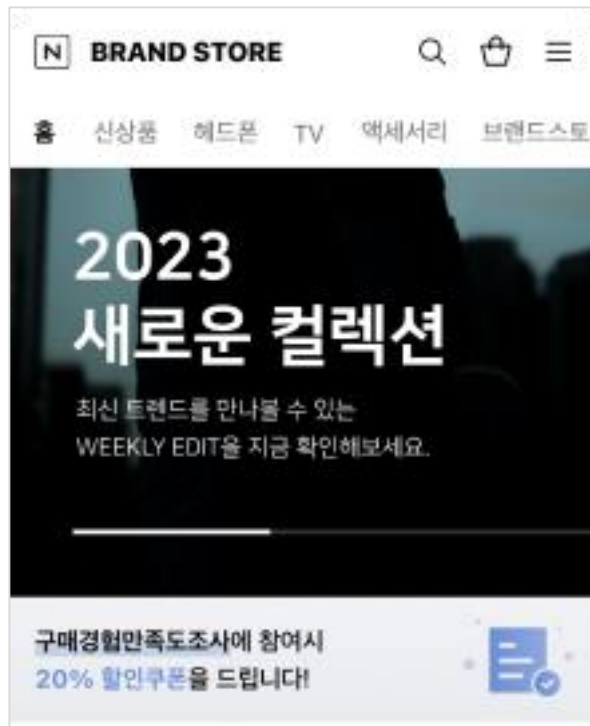 N BRAND STORE
홈 신상품 헤드폰 TV 액세서리 브랜드스토
2023
새로운 컬렉션
최신 트렌드를 만나볼 수 있는
WEEKLY EDIT을 지금 확인해보세요.
구매경험만족도조사에 참여시
20% 할인쿠폰을 드립니다!